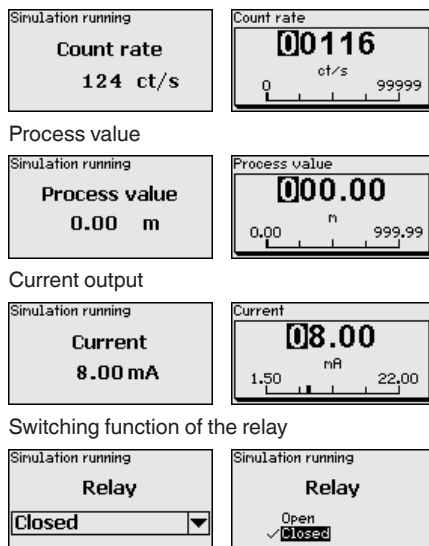 Simulation running
Count rate
124 ct/s
Count rate
00116
ct/s
0 99999
Process value
Simulation running
Process value
0.00 m
Process value
000.00
m
0.00 999.99
Current output
Simulation running
Current
8.00 mA
Current
08.00
mA
1.50 22.00
Switching function of the relay
Simulation running
Relay
Closed
Simulation running
Relay
Open
Closed